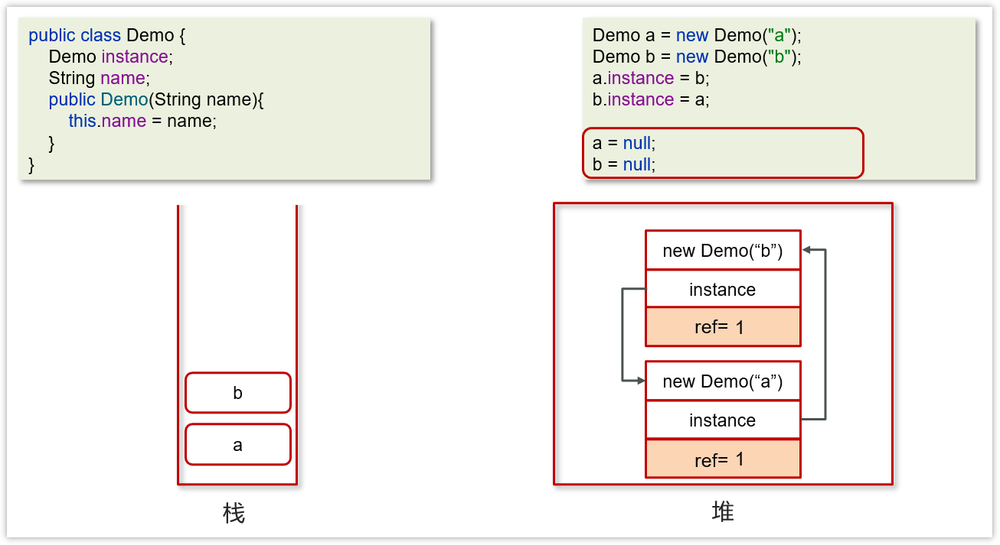 public class Demo {
Demo instance;
String name;
public Demo(String name){
this.name = name;
}
}
Demo a = new Demo("a");
Demo b = new Demo("b");
a.instance = b;
b.instance = a;
a = null;
b = null;
b
a
栈
new Demo(“b”)
instance
ref= 1
new Demo(“a”)
instance
ref= 1
堆